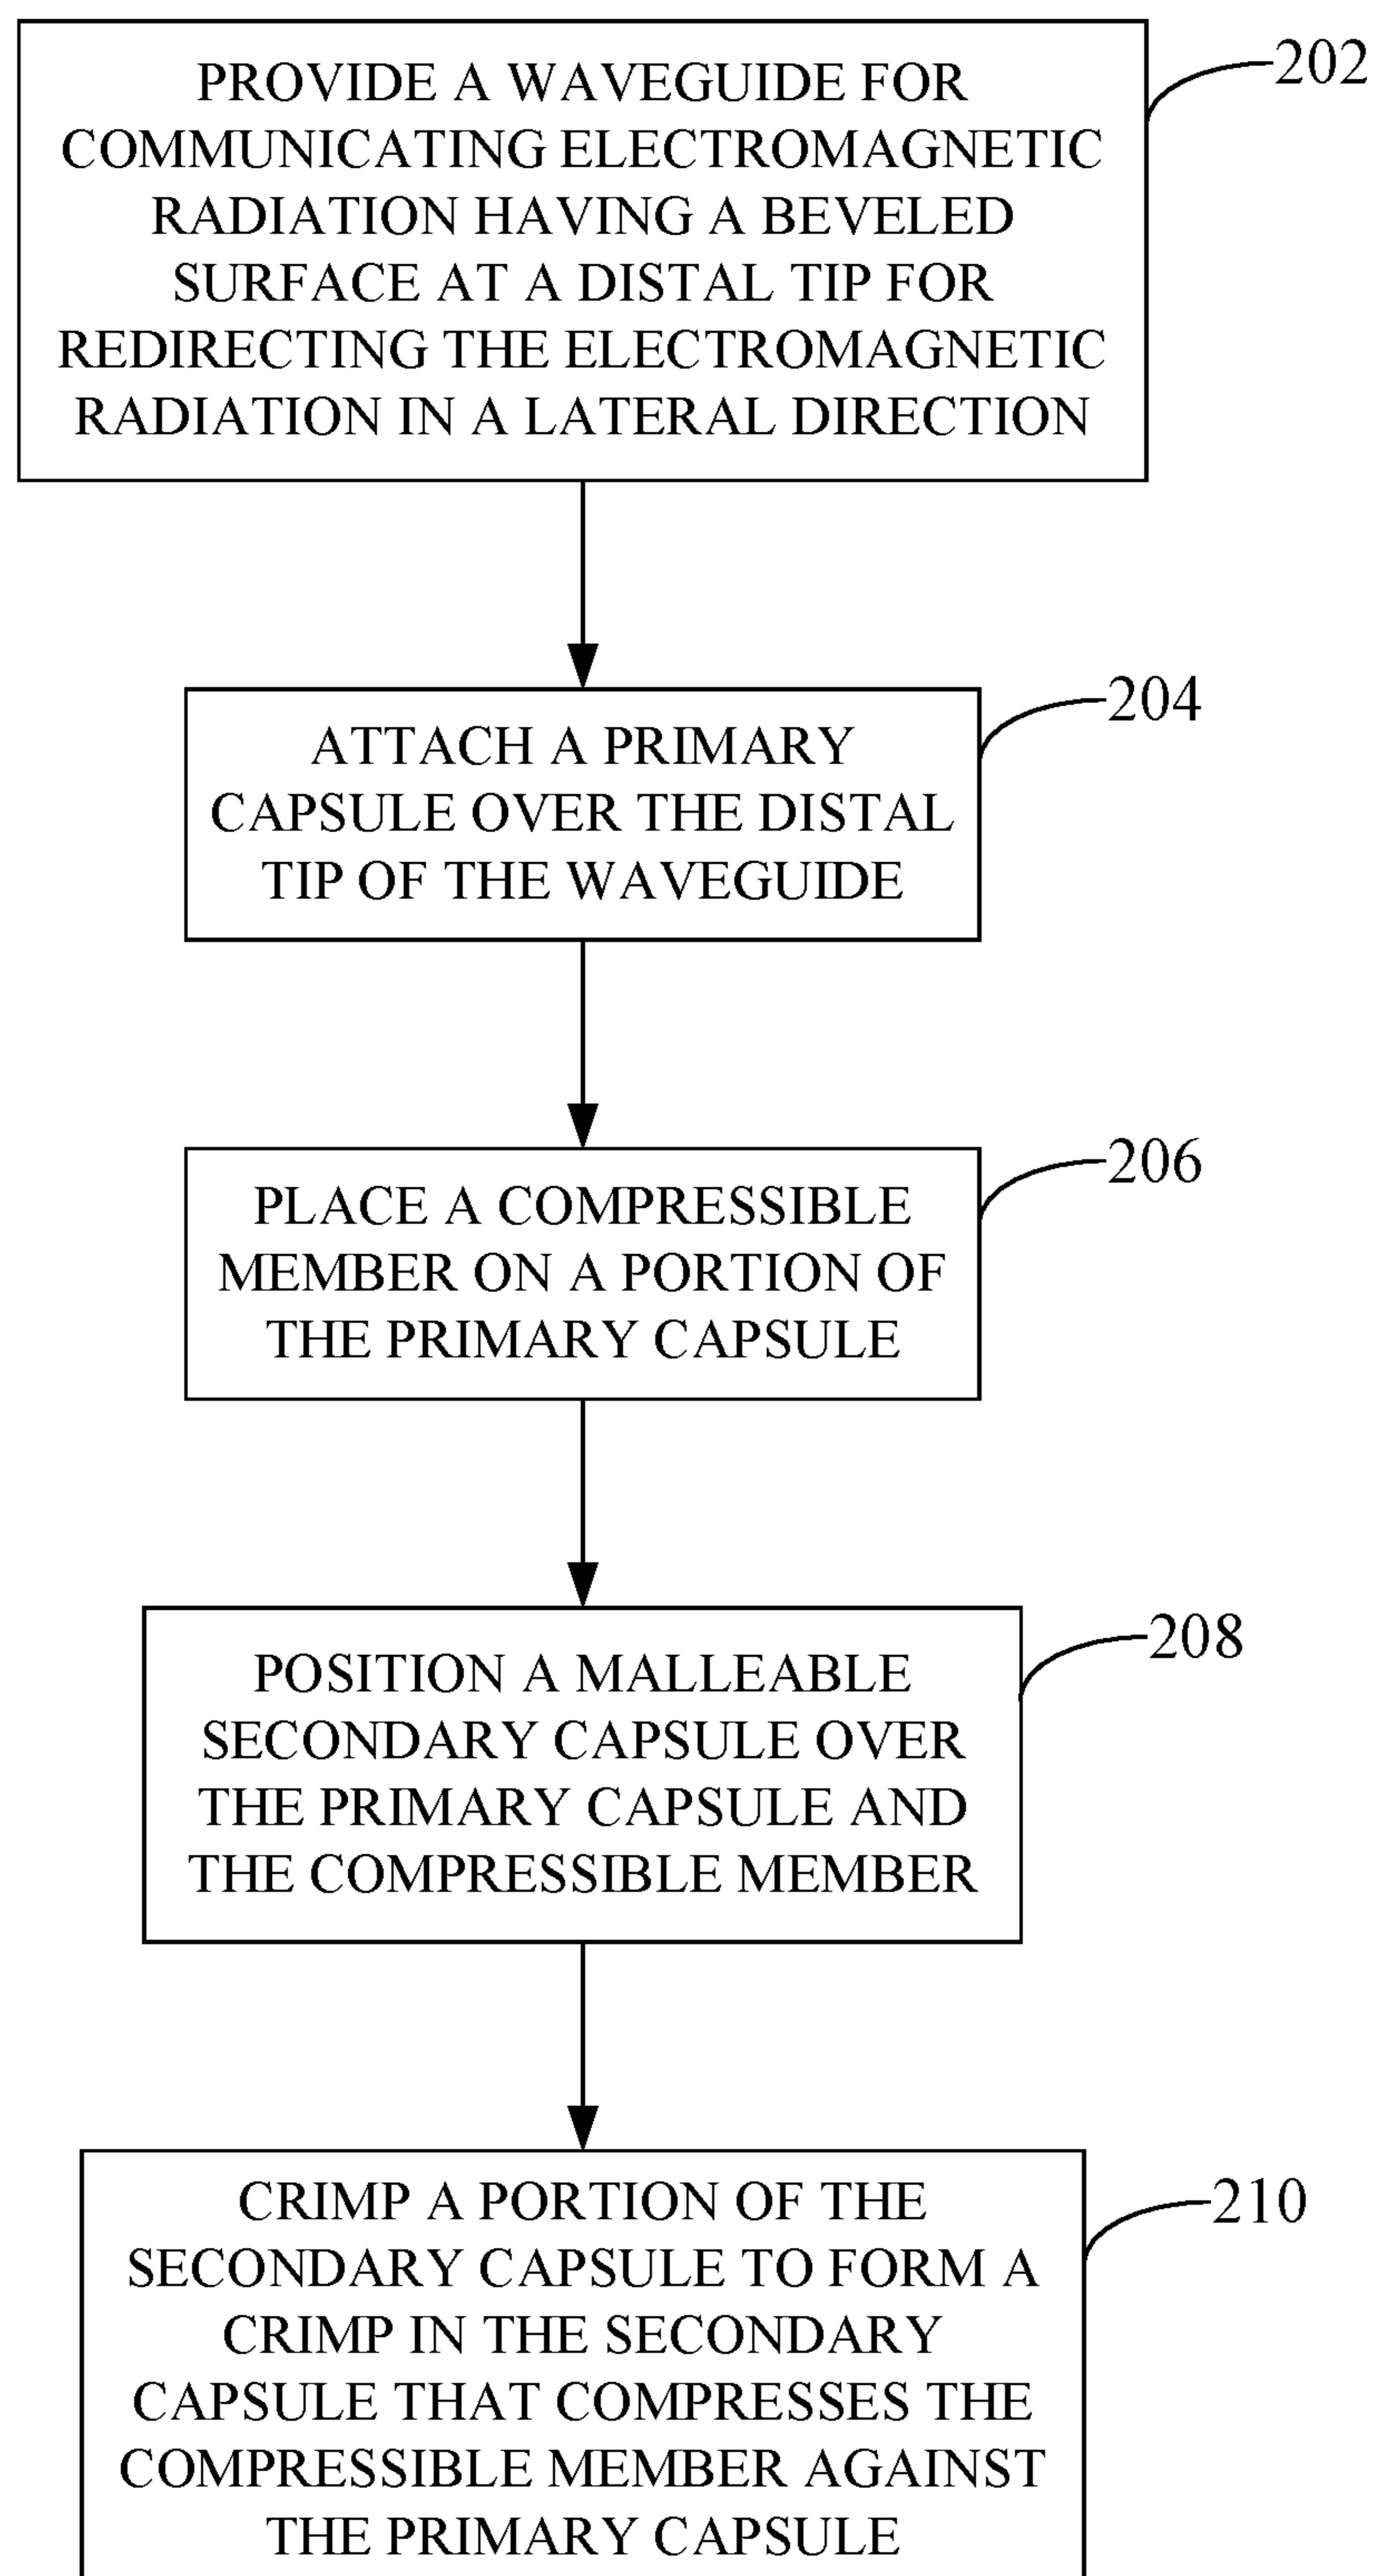 PROVIDE A WAVEGUIDE FOR
COMMUNICATING ELECTROMAGNETIC
RADIATION HAVING A BEVELED
SURFACE AT A DISTAL TIP FOR
REDIRECTING THE ELECTROMAGNETIC
RADIATION IN A LATERAL DIRECTION
202
ATTACH A PRIMARY
CAPSULE OVER THE DISTAL
TIP OF THE WAVEGUIDE
204
PLACE A COMPRESSIBLE
MEMBER ON A PORTION OF
THE PRIMARY CAPSULE
206
POSITION A MALLEABLE
SECONDARY CAPSULE OVER
THE PRIMARY CAPSULE AND
THE COMPRESSIBLE MEMBER
208
CRIMP A PORTION OF THE
SECONDARY CAPSULE TO FORM A
CRIMP IN THE SECONDARY
CAPSULE THAT COMPRESSES THE
COMPRESSIBLE MEMBER AGAINST
THE PRIMARY CAPSULE
210